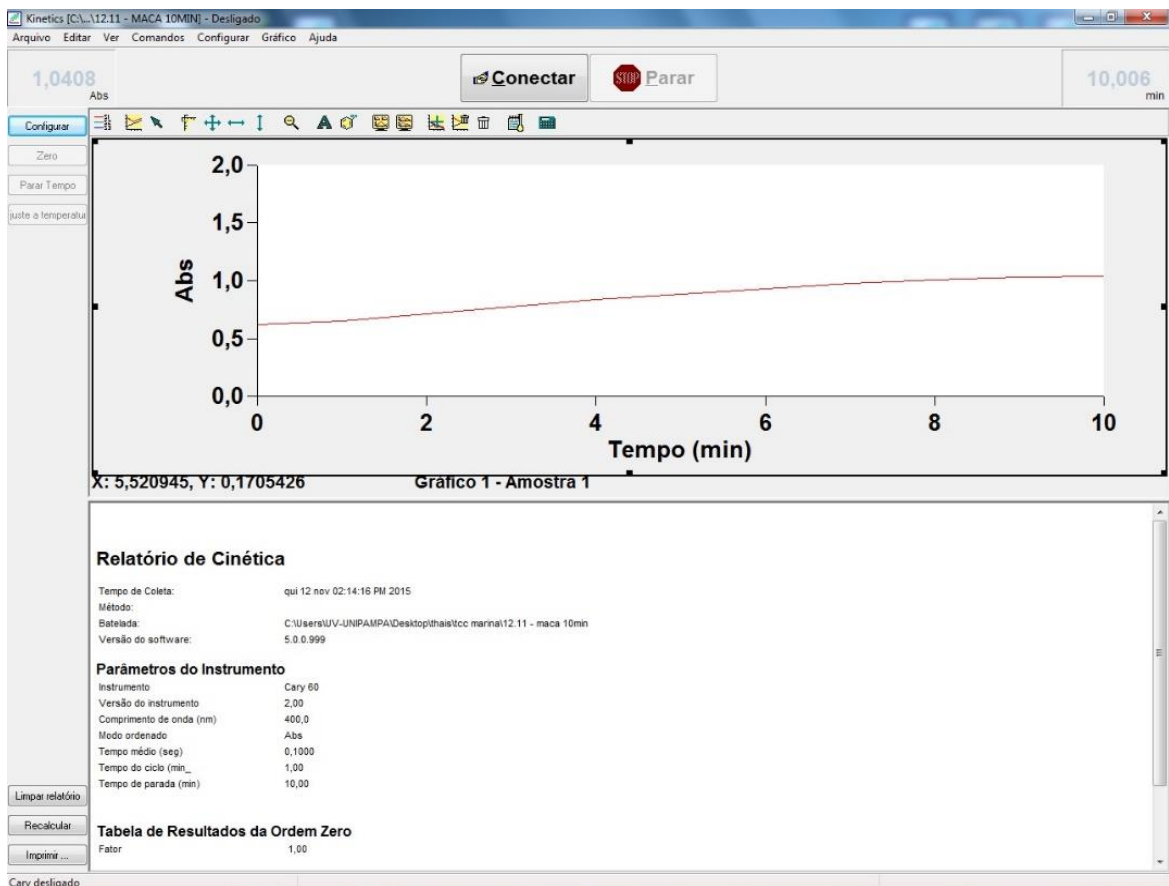 Kinetics [C:\...\12.11 - MACA 10MIN] - Desligado
Arquivo Editar Ver Comandos Configurar Gráfico Ajuda
1,0408
Abs
Conectar
STOP Parar
10,006
min
Configurar
Zero
Parar Tempo
juste a temperatu
2,0
1,5
1,0
0,5
0,0
Abs
0 2 4 6 8 10
Tempo (min)
X: 5,520945, Y: 0,1705426 Gráfico 1 - Amostra 1
Relatório de Cinética
Tempo de Coleta: qui 12 nov 02:14:16 PM 2015
Método:
Batelada: C:\Users\UV-UNIPAMPA\Desktop\thais\tcc marina\12.11 - maca 10min
Versão do software: 5.0.0.999
Parâmetros do Instrumento
Instrumento Cary 60
Versão do instrumento 2,00
Comprimento de onda (nm) 400,0
Modo ordenado Abs
Tempo médio (seg) 0,1000
Tempo do ciclo (min_ 1,00
Tempo de parada (min) 10,00
Tabela de Resultados da Ordem Zero
Fator 1,00
Limpar relatório
Recalcular
Imprimir ...
Cary desligado